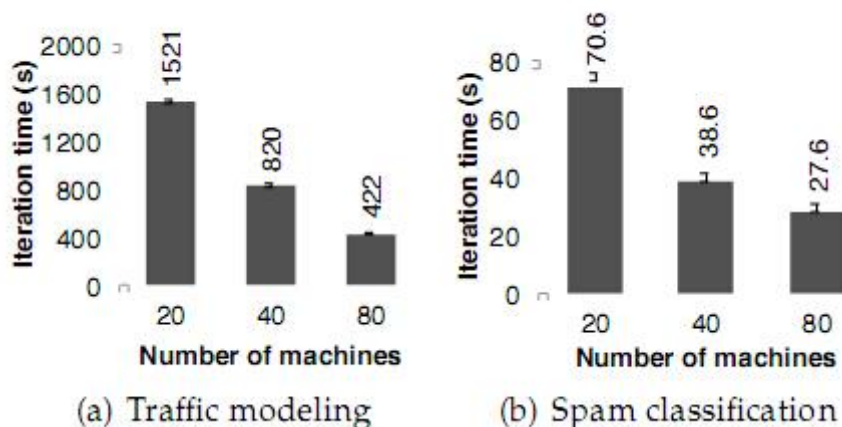 Iteration time (s)
2000
1600
1200
800
400
0
1521
820
422
20 40 80
Number of machines
(a) Traffic modeling
Iteration time (s)
80
60
40
20
0
70.6
38.6
27.6
20 40 80
Number of machines
(b) Spam classification